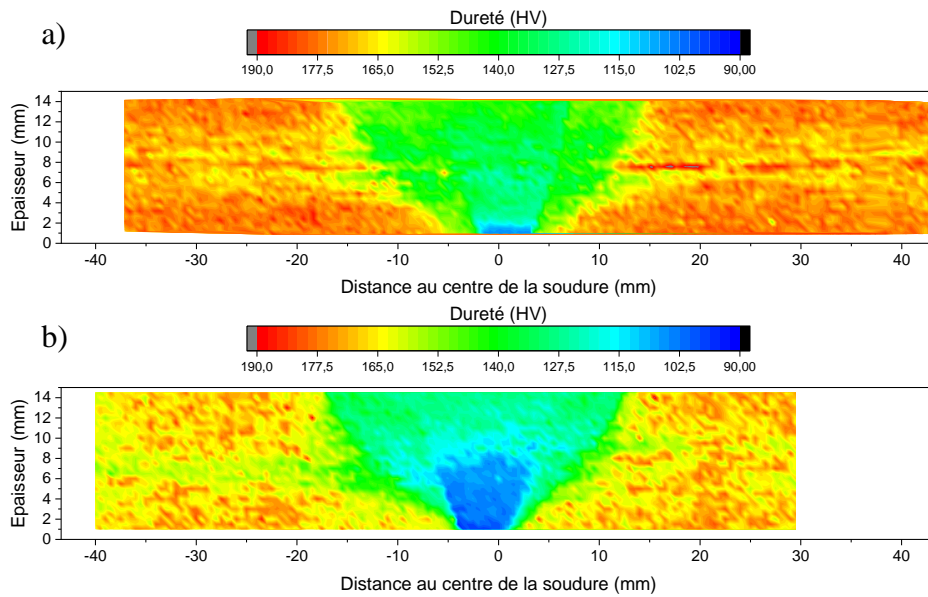 a)
Dureté (HV)
190,0 177,5 165,0 152,5 140,0 127,5 115,0 102,5 90,00
Epaisseur (mm)
14
12
10
8
6
4
2
0
-40 -30 -20 -10 0 10 20 30 40
Distance au centre de la soudure (mm)
b)
Dureté (HV)
190,0 177,5 165,0 152,5 140,0 127,5 115,0 102,5 90,00
Epaisseur (mm)
14
12
10
8
6
4
2
0
-40 -30 -20 -10 0 10 20 30 40
Distance au centre de la soudure (mm)